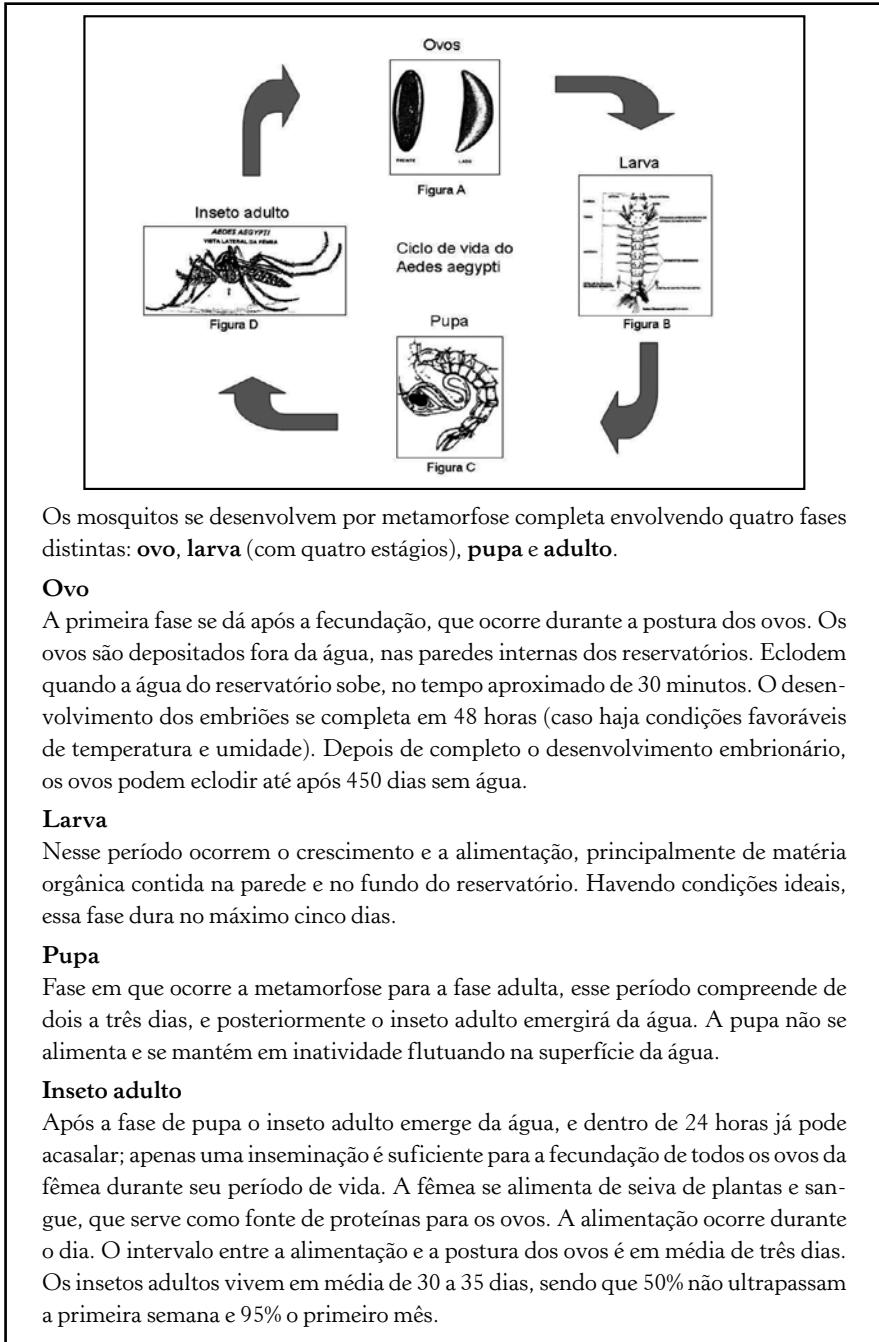 Ovos
FRENTE
LADO
Figura A
Larva
Figura B
Inseto adulto
AEDES AEGYPTI
VISTA LATERAL DA FÊMEA
Figura D
Ciclo de vida do
Aedes aegypti
Pupa
Figura C
Os mosquitos se desenvolvem por metamorfose completa envolvendo quatro fases
distintas: ovo, larva (com quatro estágios), pupa e adulto.
Ovo
A primeira fase se dá após a fecundação, que ocorre durante a postura dos ovos. Os
ovos são depositados fora da água, nas paredes internas dos reservatórios. Eclodem
quando a água do reservatório sobe, no tempo aproximado de 30 minutos. O desen-
volvimento dos embriões se completa em 48 horas (caso haja condições favoráveis
de temperatura e umidade). Depois de completo o desenvolvimento embrionário,
os ovos podem eclodir até após 450 dias sem água.
Larva
Nesse período ocorrem o crescimento e a alimentação, principalmente de matéria
orgânica contida na parede e no fundo do reservatório. Havendo condições ideais,
essa fase dura no máximo cinco dias.
Pupa
Fase em que ocorre a metamorfose para a fase adulta, esse período compreende de
dois a três dias, e posteriormente o inseto adulto emergirá da água. A pupa não se
alimenta e se mantém em inatividade flutuando na superfície da água.
Inseto adulto
Após a fase de pupa o inseto adulto emerge da água, e dentro de 24 horas já pode
acasalar; apenas uma inseminação é suficiente para a fecundação de todos os ovos da
fêmea durante seu período de vida. A fêmea se alimenta de seiva de plantas e san-
gue, que serve como fonte de proteínas para os ovos. A alimentação ocorre durante
o dia. O intervalo entre a alimentação e a postura dos ovos é em média de três dias.
Os insetos adultos vivem em média de 30 a 35 dias, sendo que 50% não ultrapassam
a primeira semana e 95% o primeiro mês.